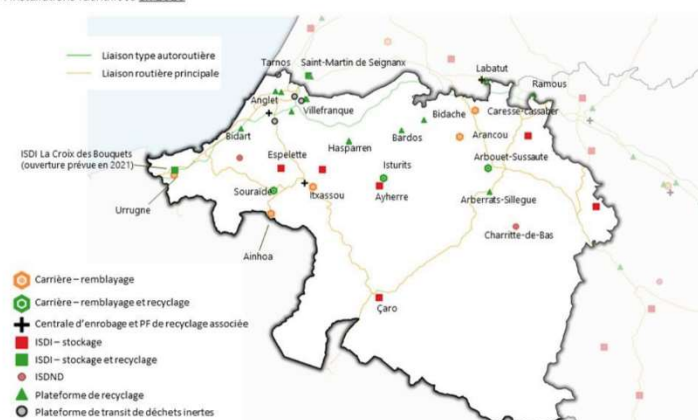 Liaison type autoroutière
Liaison routière principale
Tarnos
Saint-Martin de Seignanx
Labatut
Ramous
Anglet
Villefranque
Bidache
Caresse-cassaber
Bidart
Hasparren
Bardos
Arancou
ISDI La Croix des Bouquets
(ouverture prévue en 2021)
Espelette
Isturits
Arbouet-Sussaute
Souraide
Itxassou
Ayherre
Arberrats-Sillegue
Urrugne
Charritte-de-Bas
Ainhoa
Çaro
Carrière – remblayage
Carrière – remblayage et recyclage
Centrale d'enrobage et PF de recyclage associée
ISDI – stockage
ISDI – stockage et recyclage
ISDND
Plateforme de recyclage
Plateforme de transit de déchets inertes